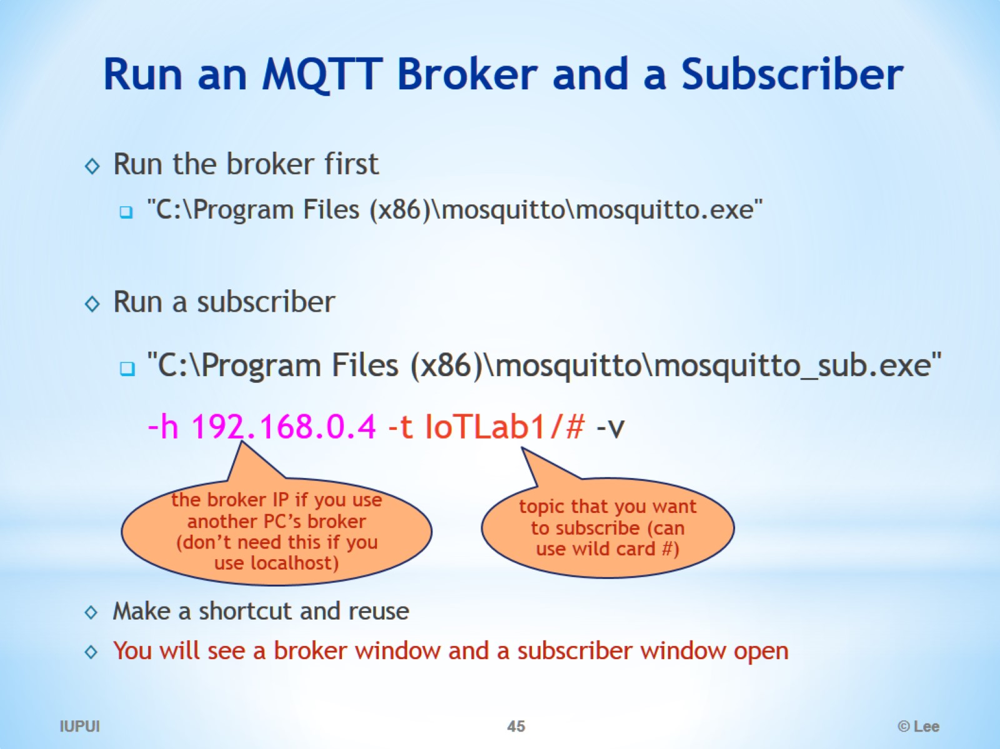 Run an MQTT Broker and a Subscriber
Run the broker first
"C:\Program Files (x86)\mosquitto\mosquitto.exe"
Run a subscriber
"C:\Program Files (x86)\mosquitto\mosquitto_sub.exe"
-h 192.168.0.4 -t IoTLab1/# -v
the broker IP if you use
another PC’s broker
(don’t need this if you
use localhost)
topic that you want
to subscribe (can
use wild card #)
Make a shortcut and reuse
You will see a broker window and a subscriber window open
IUPUI
45
© Lee